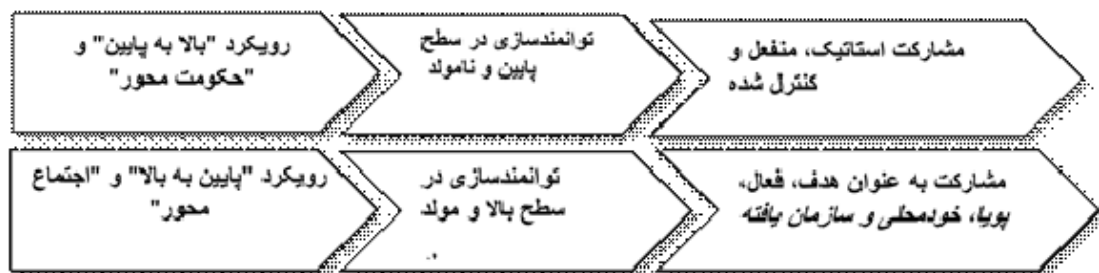 رویکرد "بالا به پایین" و
"حکومت محور"
توانمندسازی در سطح
پایین و نامولد
مشارکت استاتیک، منفعل و
کنترل شده
رویکرد "پایین به بالا" و "اجتماع
محور"
توانمندسازی در
سطح بالا و مولد
.
مشارکت به عنوان هدف، فعال،
پویا، خودمحلی و سازمان یافته